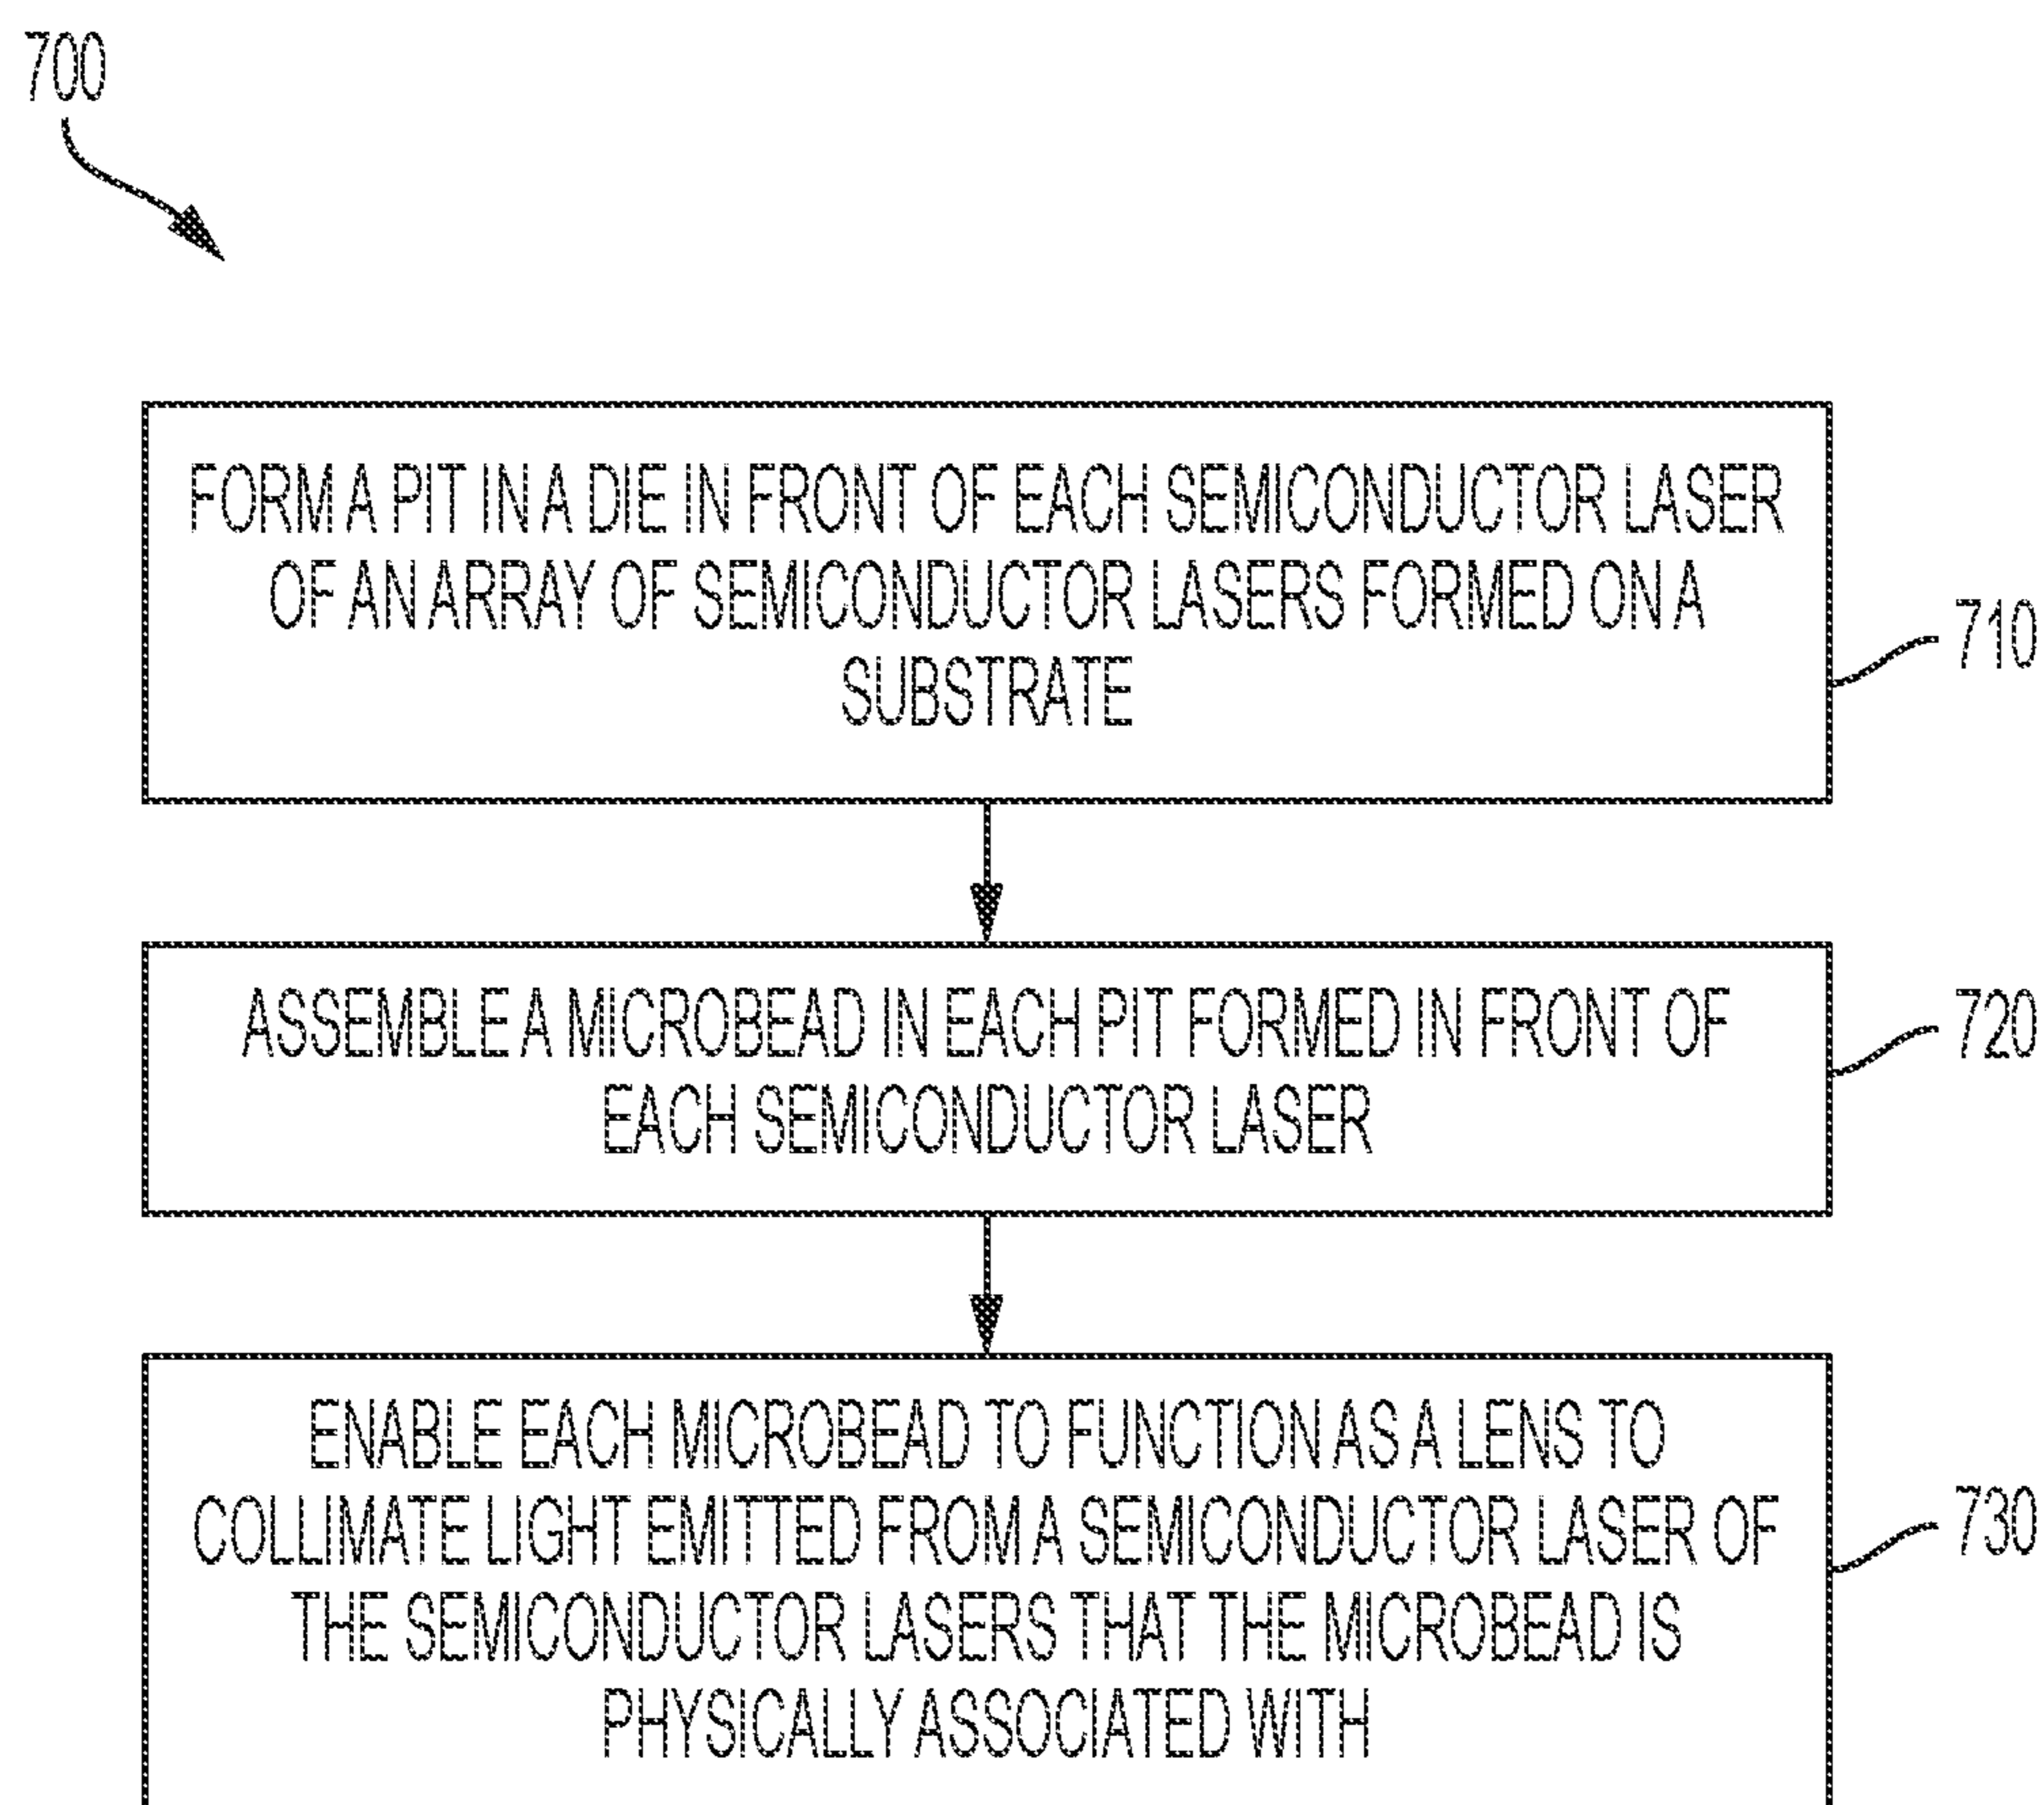 700
FORM A PIT IN A DIE IN FRONT OF EACH SEMICONDUCTOR LASER
OF AN ARRAY OF SEMICONDUCTOR LASERS FORMED ON A
SUBSTRATE
710
ASSEMBLE A MICROBEAD IN EACH PIT FORMED IN FRONT OF
EACH SEMICONDUCTOR LASER
720
ENABLE EACH MICROBEAD TO FUNCTION AS A LENS TO
COLLIMATE LIGHT EMITTED FROM A SEMICONDUCTOR LASER OF
THE SEMICONDUCTOR LASERS THAT THE MICROBEAD IS
PHYSICALLY ASSOCIATED WITH
730